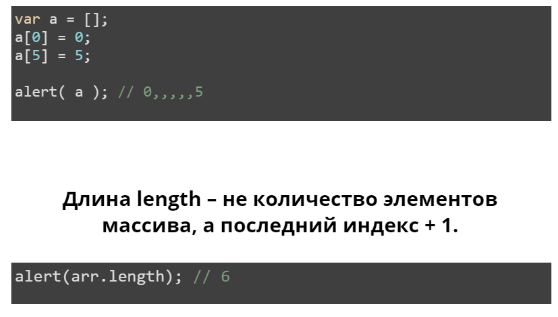 var a = [];
a[0] = 0;
a[5] = 5;
alert( a ); // 0,,,,,5
Длина length – не количество элементов
массива, а последний индекс + 1.
alert(arr.length); // 6